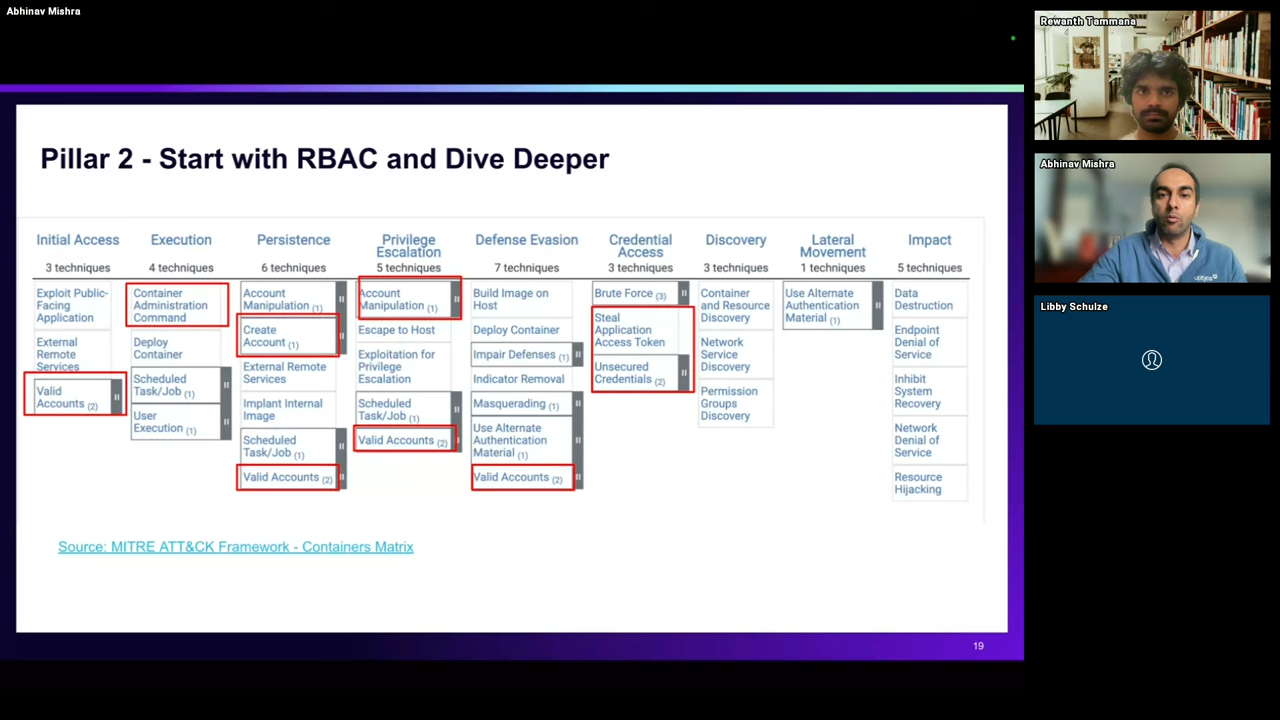 Abhinav Mishra
Rewanth Tammana
Abhinav Mishra
Libby Schulze
Pillar 2 - Start with RBAC and Dive Deeper
Initial Access
3 techniques
Exploit Public-
Facing
Application
External
Remote
Services
Valid
Accounts (2)
Execution
4 techniques
Container
Administration
Command
Deploy
Container
Scheduled
Task/Job (1)
User
Execution (1)
Persistence
6 techniques
Account
Manipulation (1)
Create
Account (1)
External Remote
Services
Implant Internal
Image
Scheduled
Task/Job (1)
Valid Accounts (2)
Privilege
Escalation
5 techniques
Account
Manipulation (1)
Escape to Host
Exploitation for
Privilege
Escalation
Scheduled
Task/Job (1)
Valid Accounts (2)
Defense Evasion
7 techniques
Build Image on
Host
Deploy Container
Impair Defenses (1)
Indicator Removal
Masquerading (1)
Use Alternate
Authentication
Material (1)
Valid Accounts (2)
Credential
Access
3 techniques
Brute Force (3)
Steal
Application
Access Token
Unsecured
Credentials (2)
Discovery
3 techniques
Container
and Resource
Discovery
Network
Service
Discovery
Permission
Groups
Discovery
Lateral
Movement
1 techniques
Use Alternate
Authentication
Material (1)
Impact
5 techniques
Data
Destruction
Endpoint
Denial of
Service
Inhibit
System
Recovery
Network
Denial of
Service
Resource
Hijacking
Source: MITRE ATT&CK Framework - Containers Matrix
19